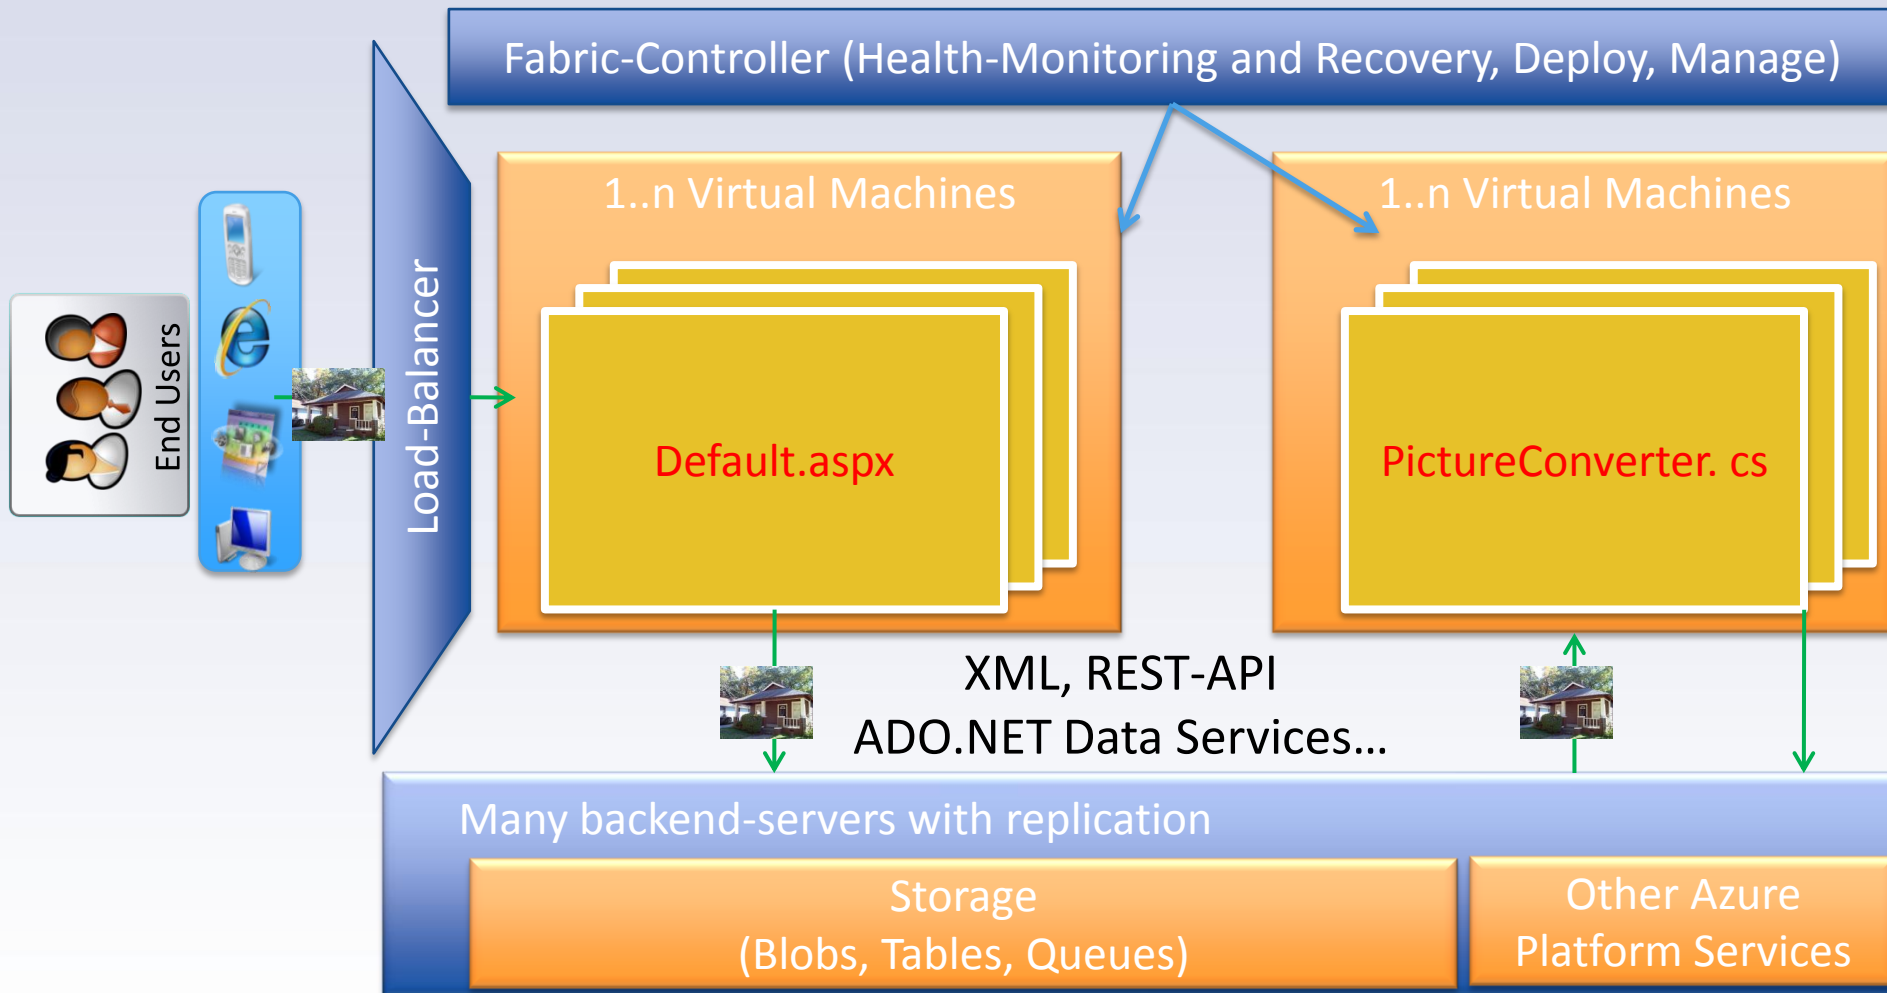 Fabric-Controller (Health-Monitoring and Recovery, Deploy, Manage)
End Users
Load-Balancer
1..n Virtual Machines
Default.aspx
1..n Virtual Machines
PictureConverter. cs
XML, REST-API
ADO.NET Data Services...
Many backend-servers with replication
Storage
(Blobs, Tables, Queues)
Other Azure
Platform Services